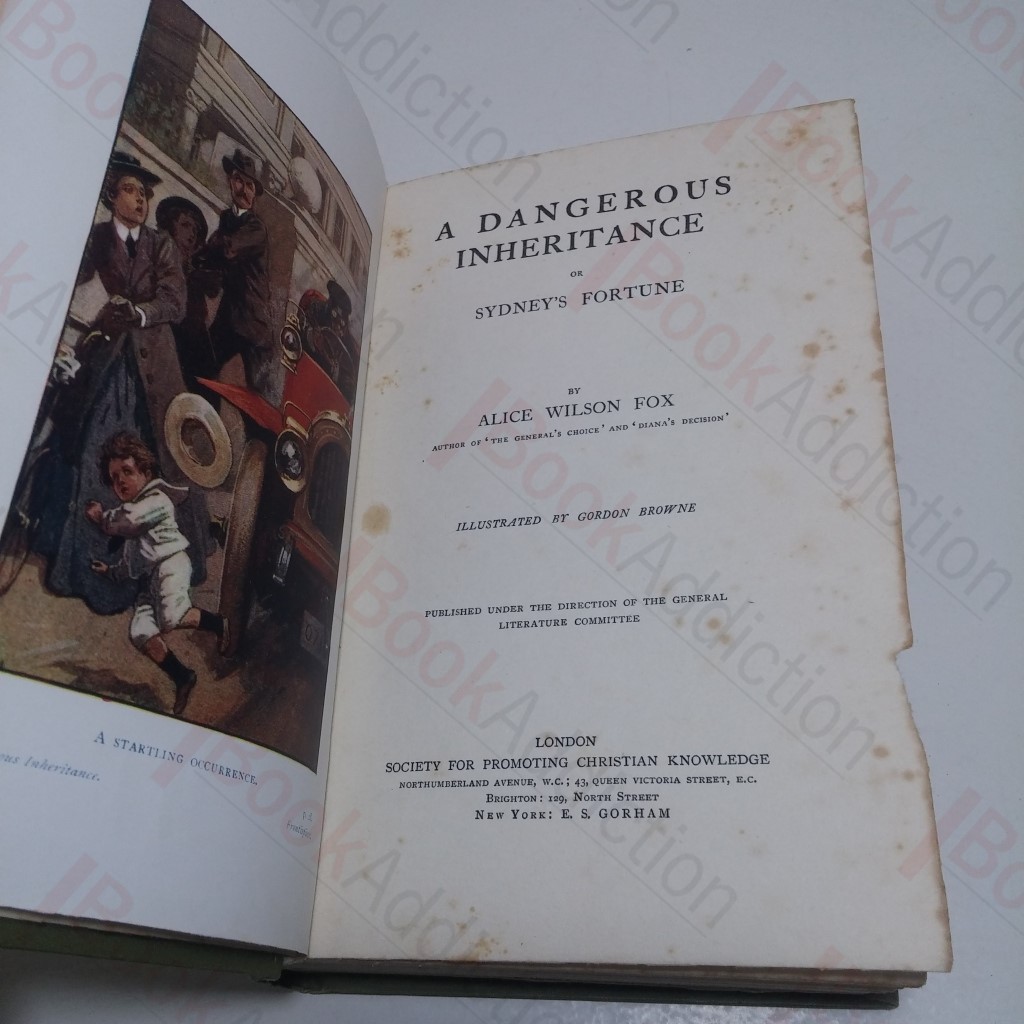 A STARTLING OCCURRENCE.
Inheritance.
A DANGEROUS
INHERITANCE
OR
SYDNEY'S FORTUNE
BY
ALICE WILSON FOX
AUTHOR OF 'THE GENERAL'S CHOICE' AND 'DIANA'S DECISION'
ILLUSTRATED BY GORDON BROWNE
PUBLISHED UNDER THE DIRECTION OF THE GENERAL
LITERATURE COMMITTEE
LONDON
SOCIETY FOR PROMOTING CHRISTIAN KNOWLEDGE
NORTHUMBERLAND AVENUE, W.C.; 43, QUEEN VICTORIA STREET, E.C.
BRIGHTON: 129, NORTH STREET
NEW YORK: E. S. GORHAM
BookAddiction